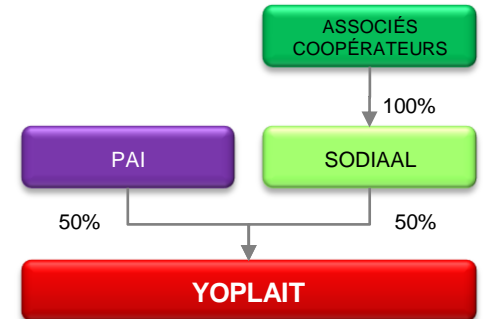 ASSOCIÉS
COOPÉRATEURS
100%
PAI
SODIAAL
50%
50%
YOPLAIT